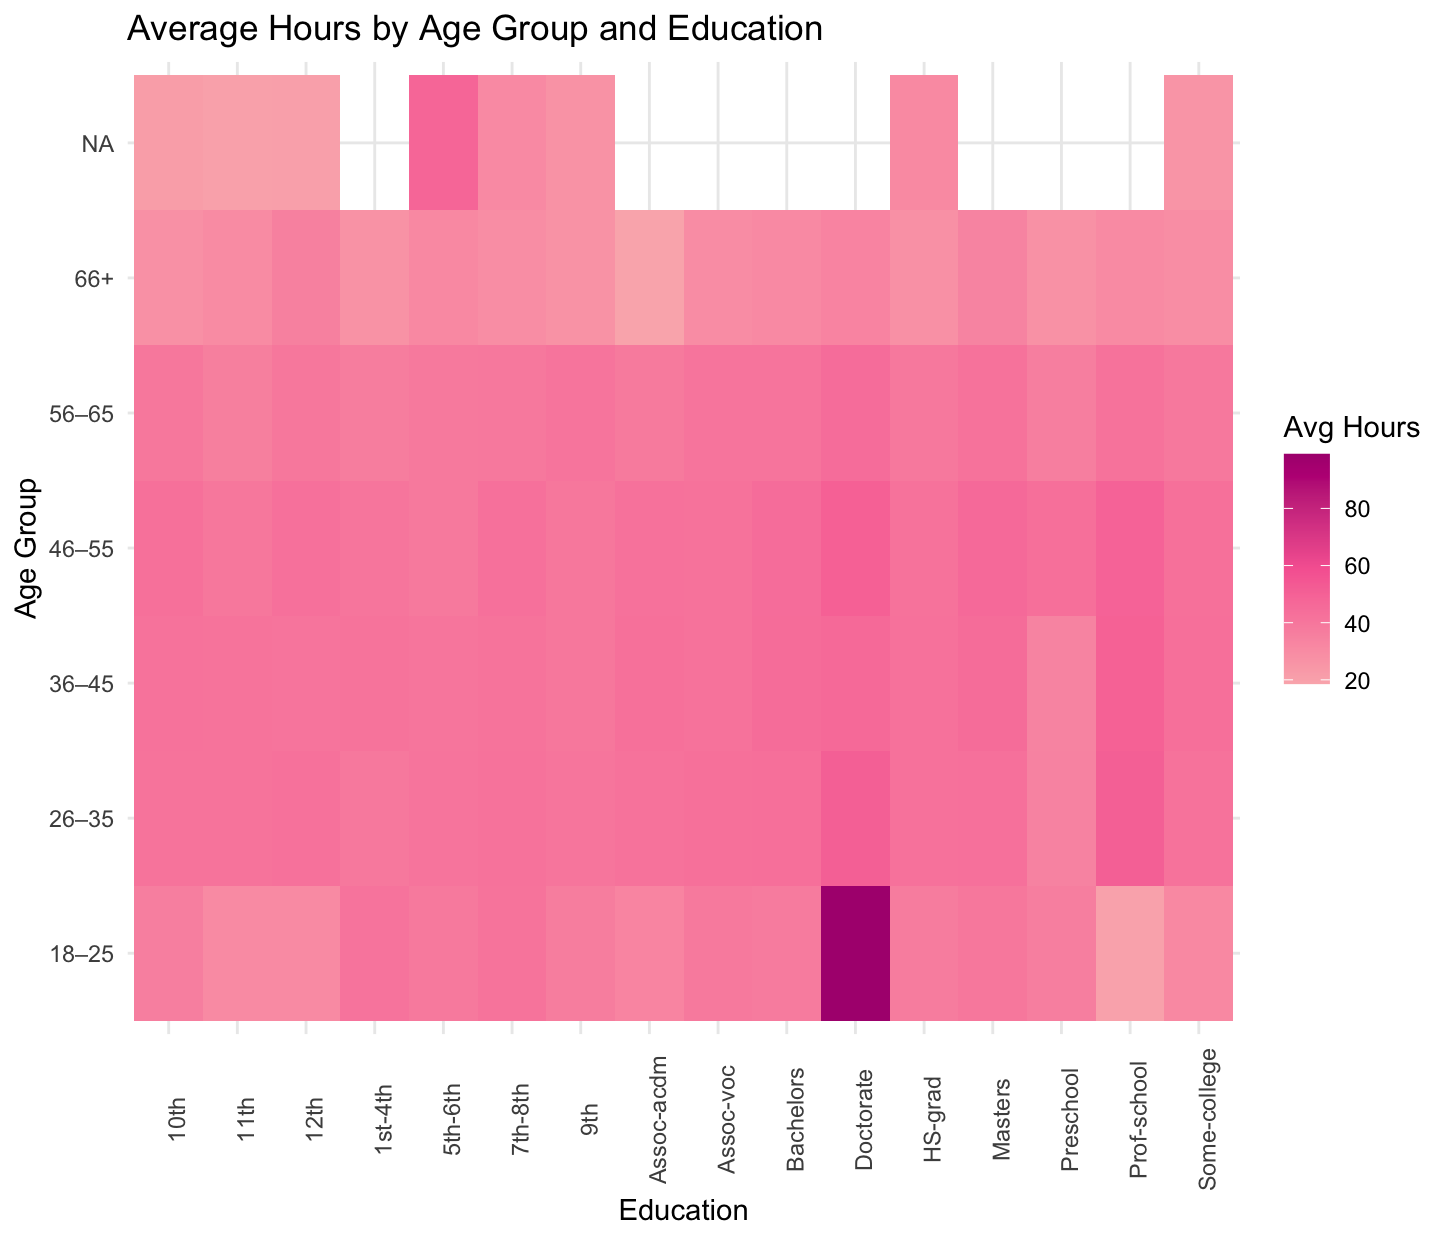 Average Hours by Age Group and Education
NA
66+
56–65
46–55
36–45
26–35
18–25
Age Group
10th
11th
12th
1st-4th
5th-6th
7th-8th
9th
Assoc-acdm
Assoc-voc
Bachelors
Doctorate
HS-grad
Masters
Preschool
Prof-school
Some-college
Education
Avg Hours
80
60
40
20